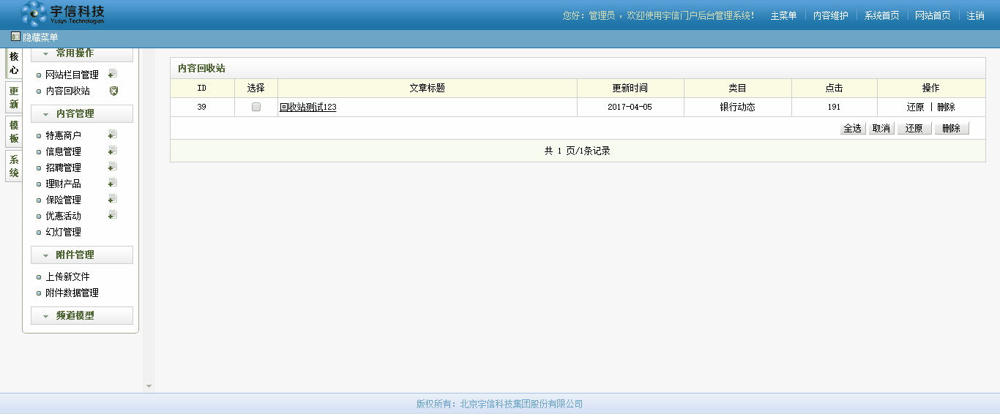 宇信科技
Yusys Technologies
您好：管理员 ，欢迎使用宇信门户后台管理系统！ 主菜单 内容维护 系统首页 网站首页 注销
隐藏菜单
核心
更新
模板
系统
常用操作
网站栏目管理
内容回收站
内容管理
特惠商户
信息管理
招聘管理
理财产品
保险管理
优惠活动
幻灯管理
附件管理
上传新文件
附件数据管理
频道模型
内容回收站
ID 选择 文章标题 更新时间 类目 点击 操作
39 回收站测试123 2017-04-05 银行动态 191 还原 | 删除
全选 取消 还原 删除
共 1 页/1条记录
版权所有：北京宇信科技集团股份有限公司